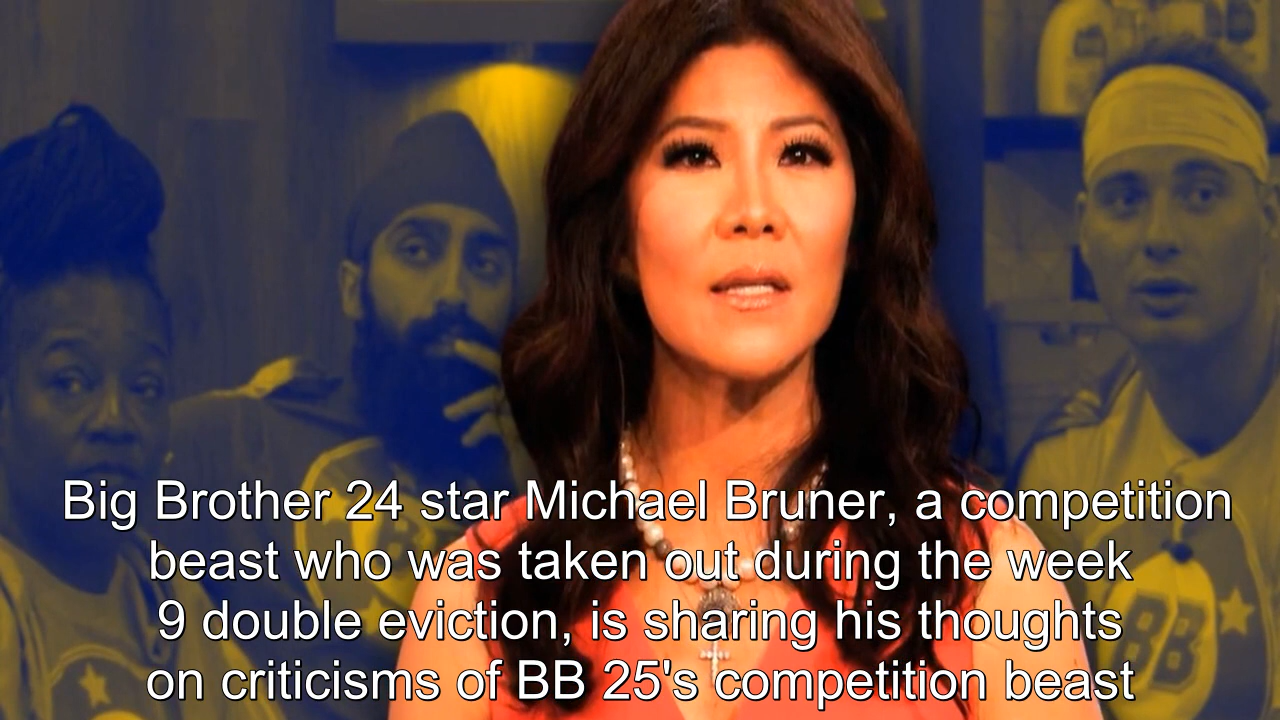 Big Brother 24 star Michael Bruner, a competition
beast who was taken out during the week
9 double eviction, is sharing his thoughts
on criticisms of BB 25's competition beast
BB